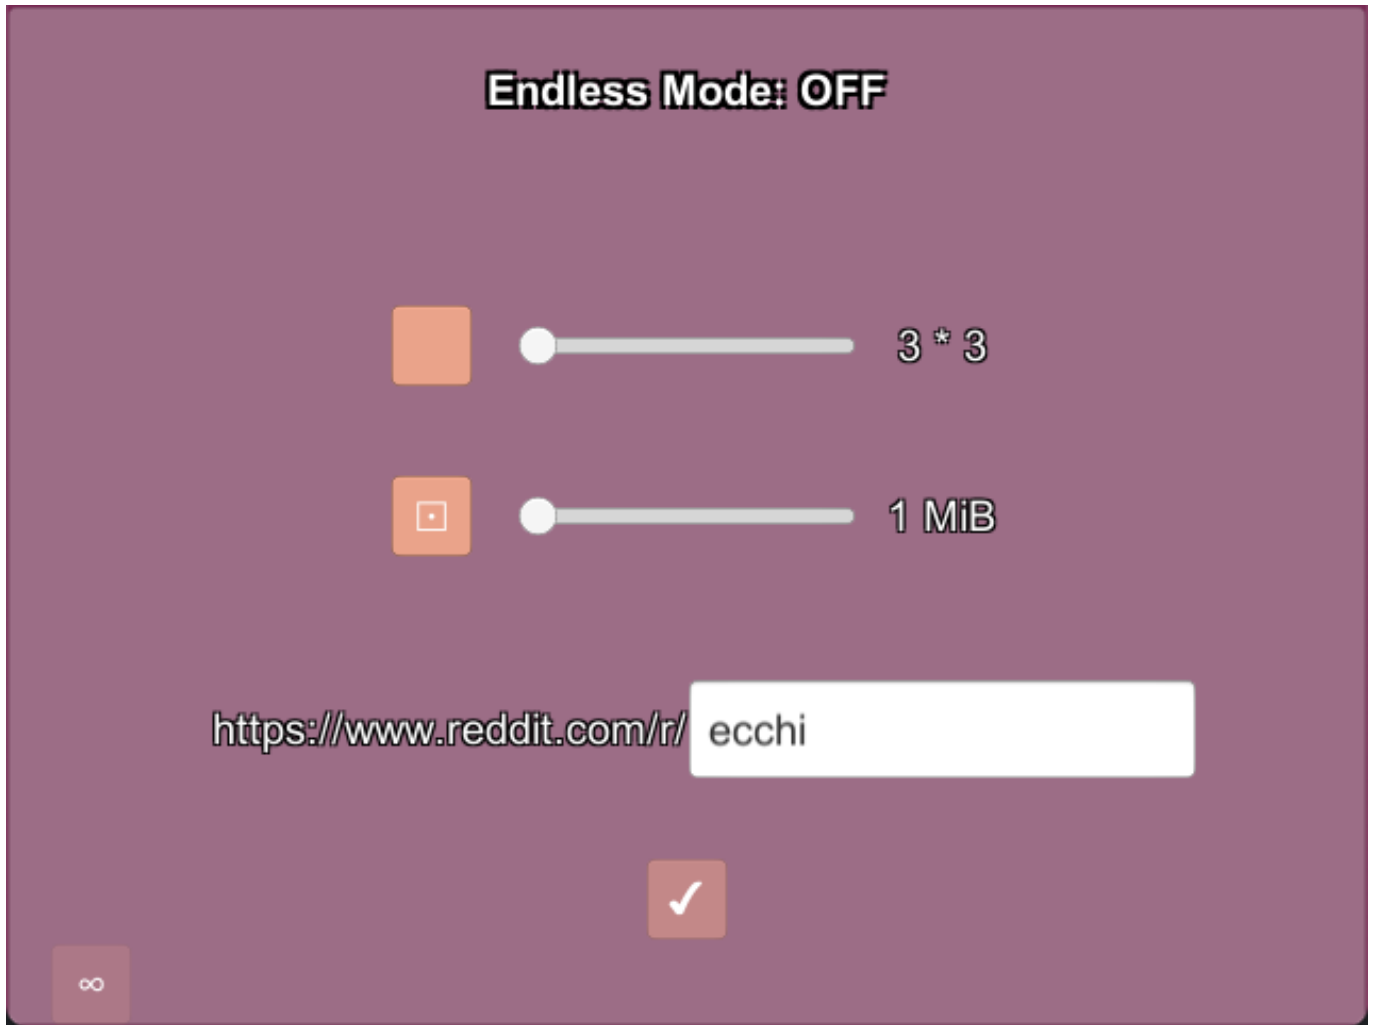 Endless Mode: OFF
3 * 3
1 MiB
https://www.reddit.com/r/ ecchi
✓
∞